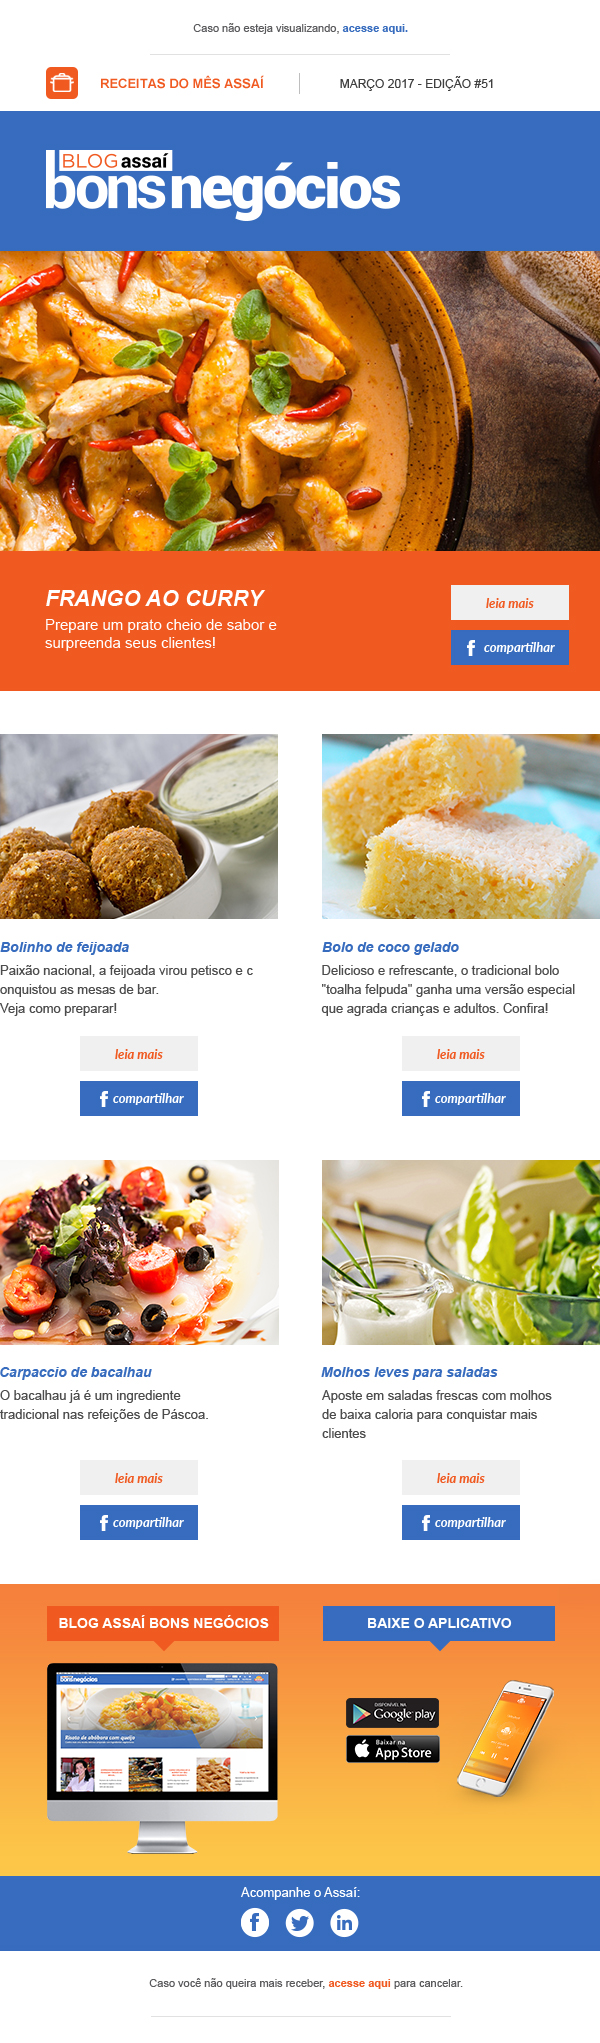 Caso não esteja visualizando, acesse aqui.
RECEITAS DO MÊS ASSAÍ
MARÇO 2017 - EDIÇÃO #51
BLOG assaí
bonsnegócios
FRANGO AO CURRY
Prepare um prato cheio de sabor e
surpreenda seus clientes!
leia mais
compartilhar
Bolinho de feijoada
Paixão nacional, a feijoada virou petisco e c
onquistou as mesas de bar.
Veja como preparar!
leia mais
compartilhar
Bolo de coco gelado
Delicioso e refrescante, o tradicional bolo
"toalha felpuda" ganha uma versão especial
que agrada crianças e adultos. Confira!
leia mais
compartilhar
Carpaccio de bacalhau
O bacalhau já é um ingrediente
tradicional nas refeições de Páscoa.
leia mais
compartilhar
Molhos leves para saladas
Aposte em saladas frescas com molhos
de baixa caloria para conquistar mais
clientes
leia mais
compartilhar
BLOG ASSAÍ BONS NEGÓCIOS
bonsnegócios
Risoto de abóbora com queijo
BAIXE O APLICATIVO
DISPONÍVEL NA
Google play
Baixar na
App Store
Acompanhe o Assaí:
Caso você não queira mais receber, acesse aqui para cancelar.